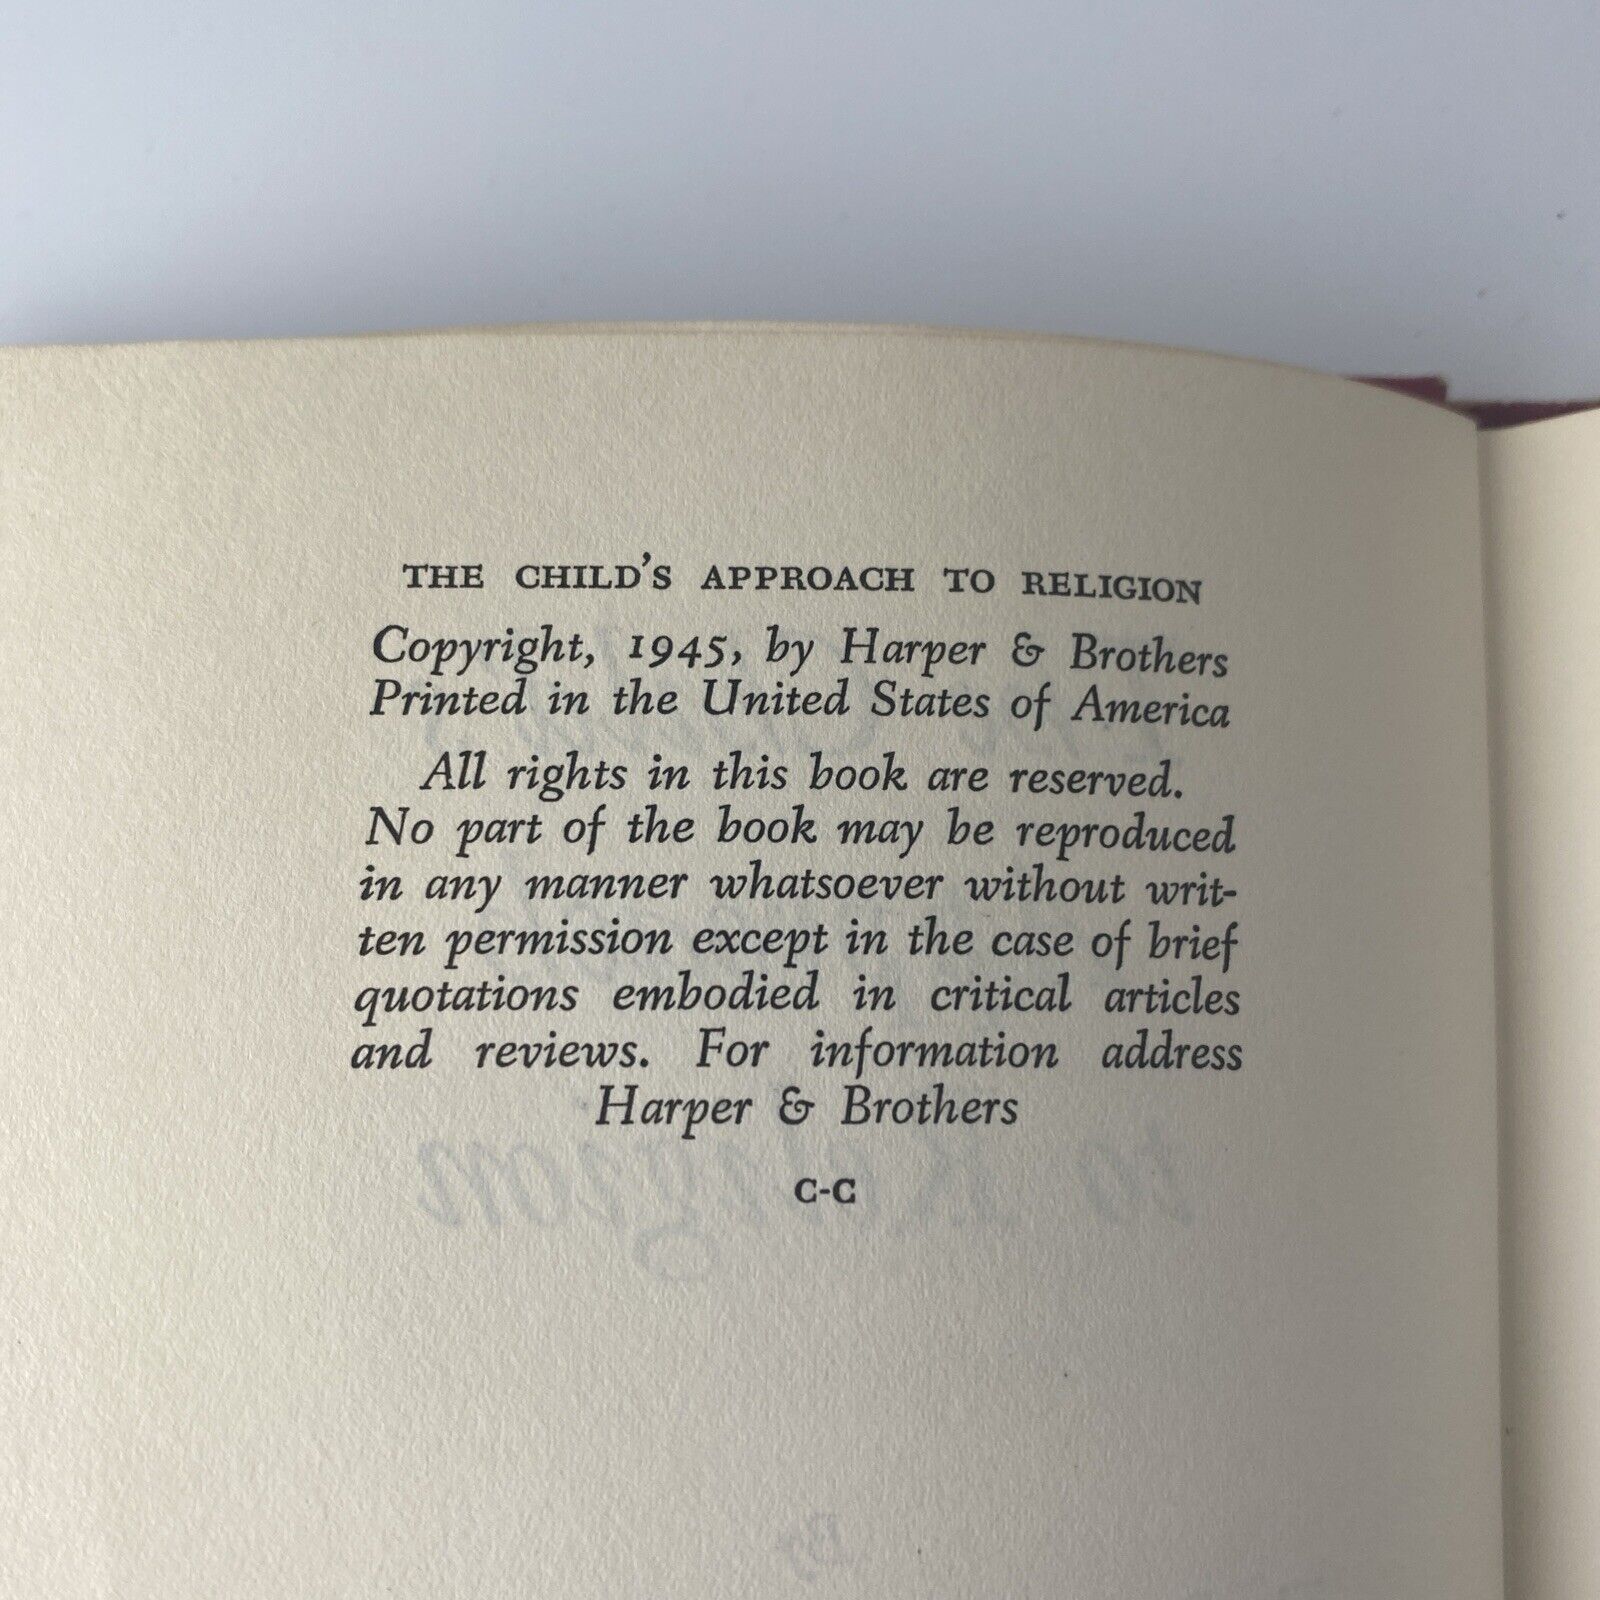 THE CHILD'S APPROACH TO RELIGION
Copyright, 1945, by Harper & Brothers
Printed in the United States of America
All rights in this book are reserved.
No part of the book may be reproduced
in any manner whatsoever without writ-
ten permission except in the case of brief
quotations embodied in critical articles
and reviews. For information address
Harper & Brothers
C-C